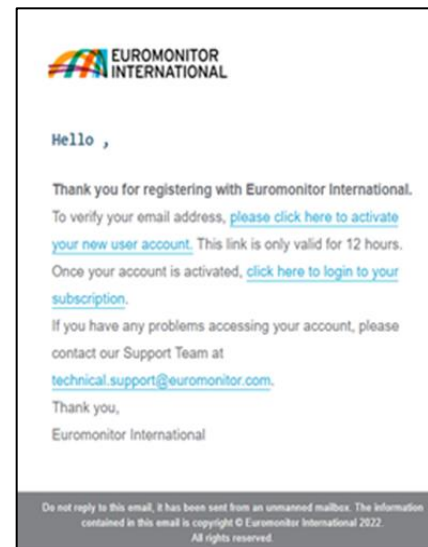 EUROMONITOR
INTERNATIONAL
Hello ,
Thank you for registering with Euromonitor International.
To verify your email address, please click here to activate
your new user account. This link is only valid for 12 hours.
Once your account is activated, click here to login to your
subscription.
If you have any problems accessing your account, please
contact our Support Team at
technical.support@euromonitor.com.
Thank you,
Euromonitor International
Do not reply to this email, it has been sent from an unmanned mailbox. The information
contained in this email is copyright © Euromonitor International 2022.
All rights reserved.